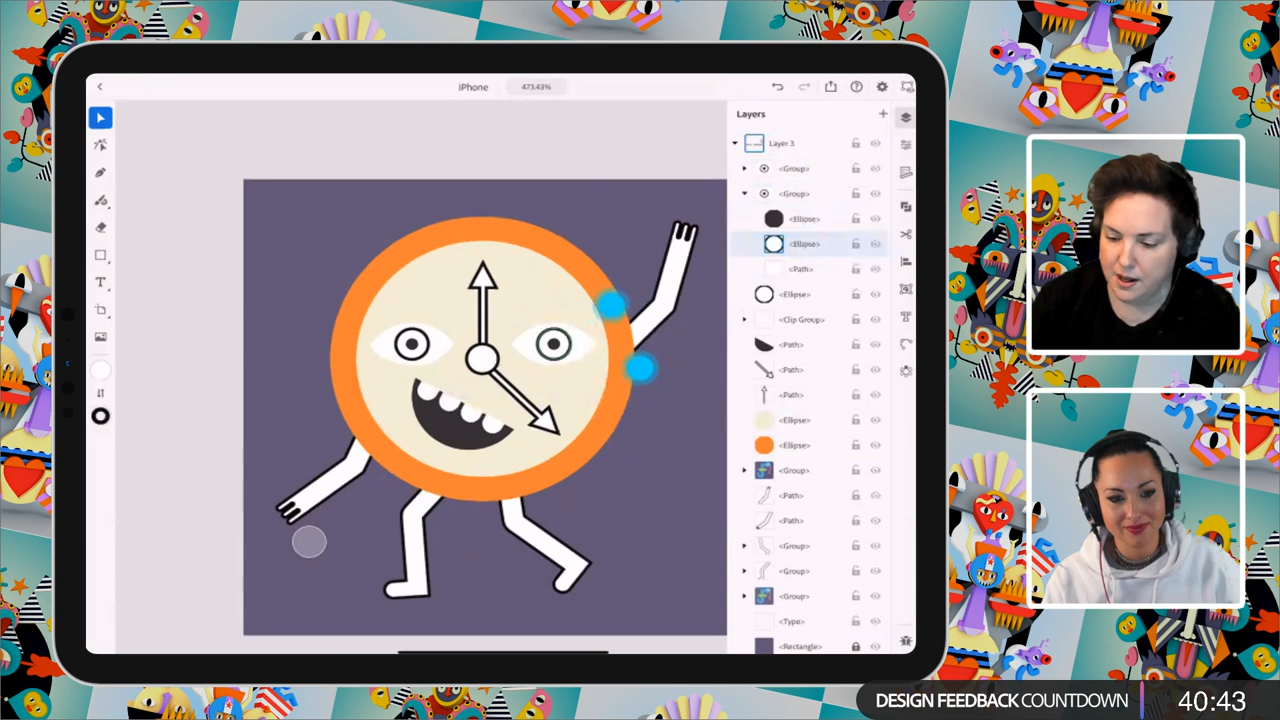 iPhone
473.43%
Layers
Layer 3
<Group>
<Group>
<Ellipse>
<Ellipse>
<Path>
<Ellipse>
<Clip Group>
<Path>
<Path>
<Path>
<Ellipse>
<Ellipse>
<Group>
<Path>
<Path>
<Group>
<Group>
<Group>
<Type>
<Rectangle>
DESIGN FEEDBACK COUNTDOWN
40:43